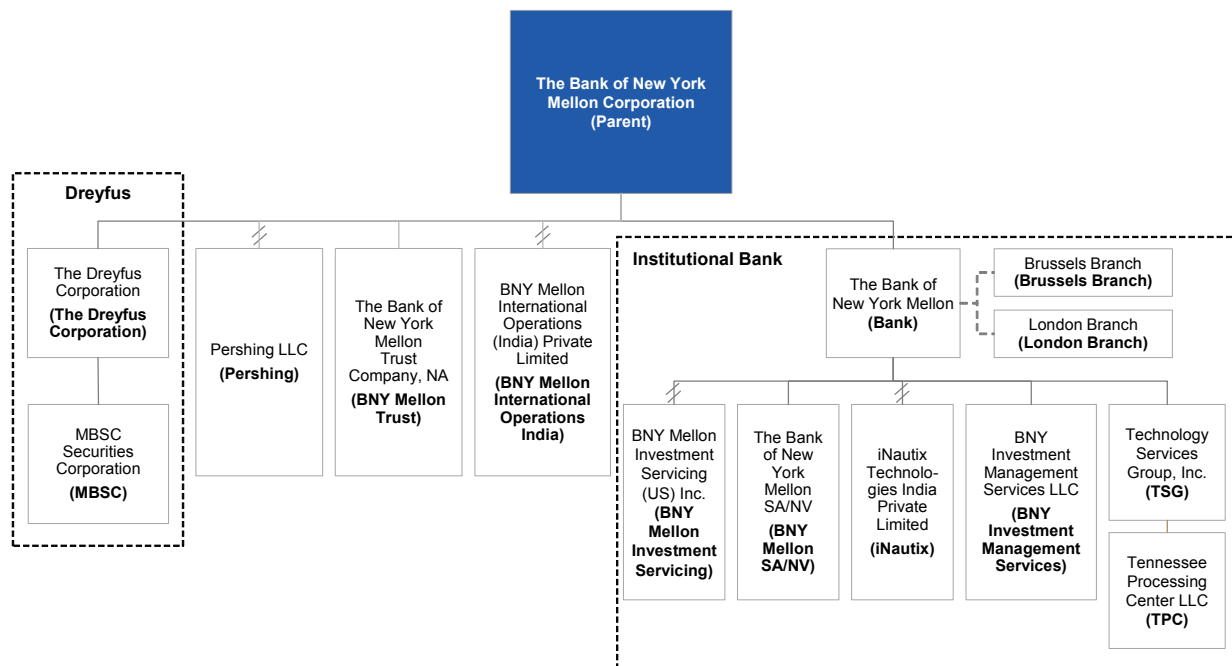 The Bank of New York
Mellon Corporation
(Parent)
Dreyfus
The Dreyfus
Corporation
(The Dreyfus
Corporation)
MBSC
Securities
Corporation
(MBSC)
Pershing LLC
(Pershing)
The Bank of
New York
Mellon
Trust
Company, NA
(BNY Mellon
Trust)
BNY Mellon
International
Operations
(India) Private
Limited
(BNY Mellon
International
Operations
India)
Institutional Bank
The Bank of
New York Mellon
(Bank)
Brussels Branch
(Brussels Branch)
London Branch
(London Branch)
BNY Mellon
Investment
Servicing
(US) Inc.
(BNY
Mellon
Investment
Servicing)
The Bank
of New
York
Mellon
SA/NV
(BNY
Mellon
SA/NV)
iNautix
Technolo-
gies India
Private
Limited
(iNautix)
BNY
Investment
Management
Services LLC
(BNY
Investment
Management
Services)
Technology
Services
Group, Inc.
(TSG)
Tennessee
Processing
Center LLC
(TPC)